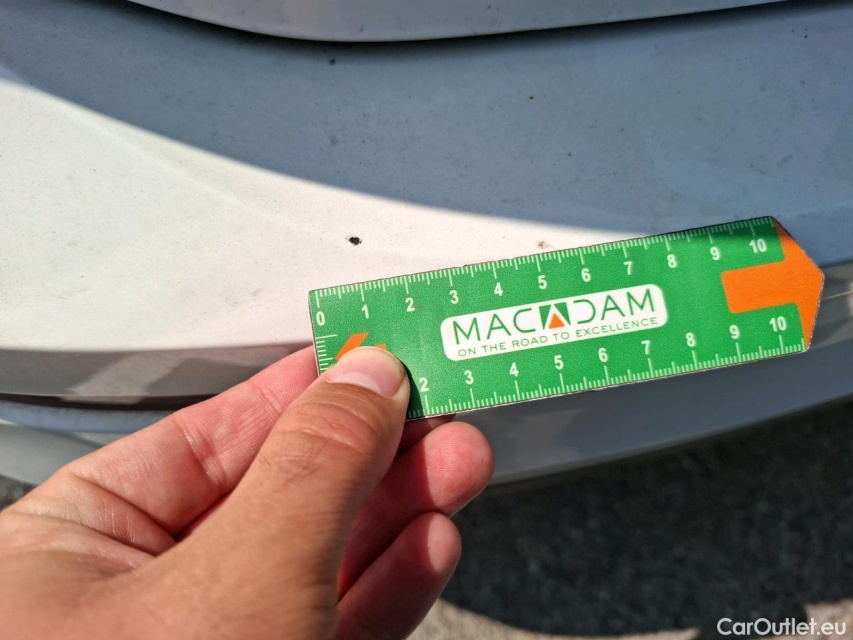 0 1 2 3 4 5 6 7 8 9 10
MACADAM
ON THE ROAD TO EXCELLENCE
2 3 4 5 6 7 8 9 10
CarOutlet.eu